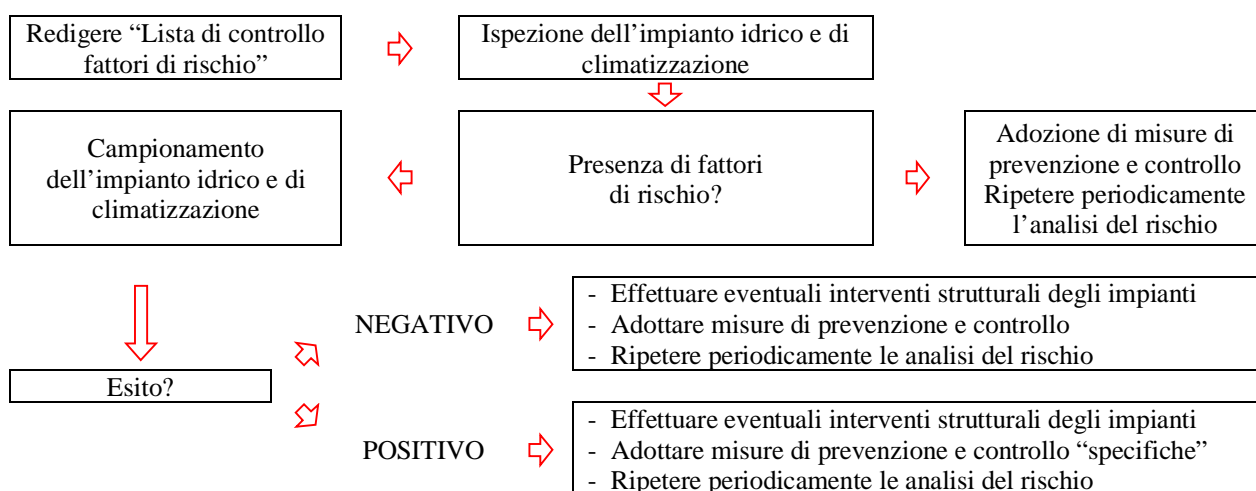 Redigere “Lista di controllo
fattori di rischio”
Ispezione dell’impianto idrico e di
climatizzazione
Campionamento
dell’impianto idrico e di
climatizzazione
Presenza di fattori
di rischio?
Adozione di misure di
prevenzione e controllo
Ripetere periodicamente
l’analisi del rischio
NEGATIVO
- Effettuare eventuali interventi strutturali degli impianti
- Adottare misure di prevenzione e controllo
- Ripetere periodicamente le analisi del rischio
Esito?
POSITIVO
- Effettuare eventuali interventi strutturali degli impianti
- Adottare misure di prevenzione e controllo “specifiche”
- Ripetere periodicamente le analisi del rischio